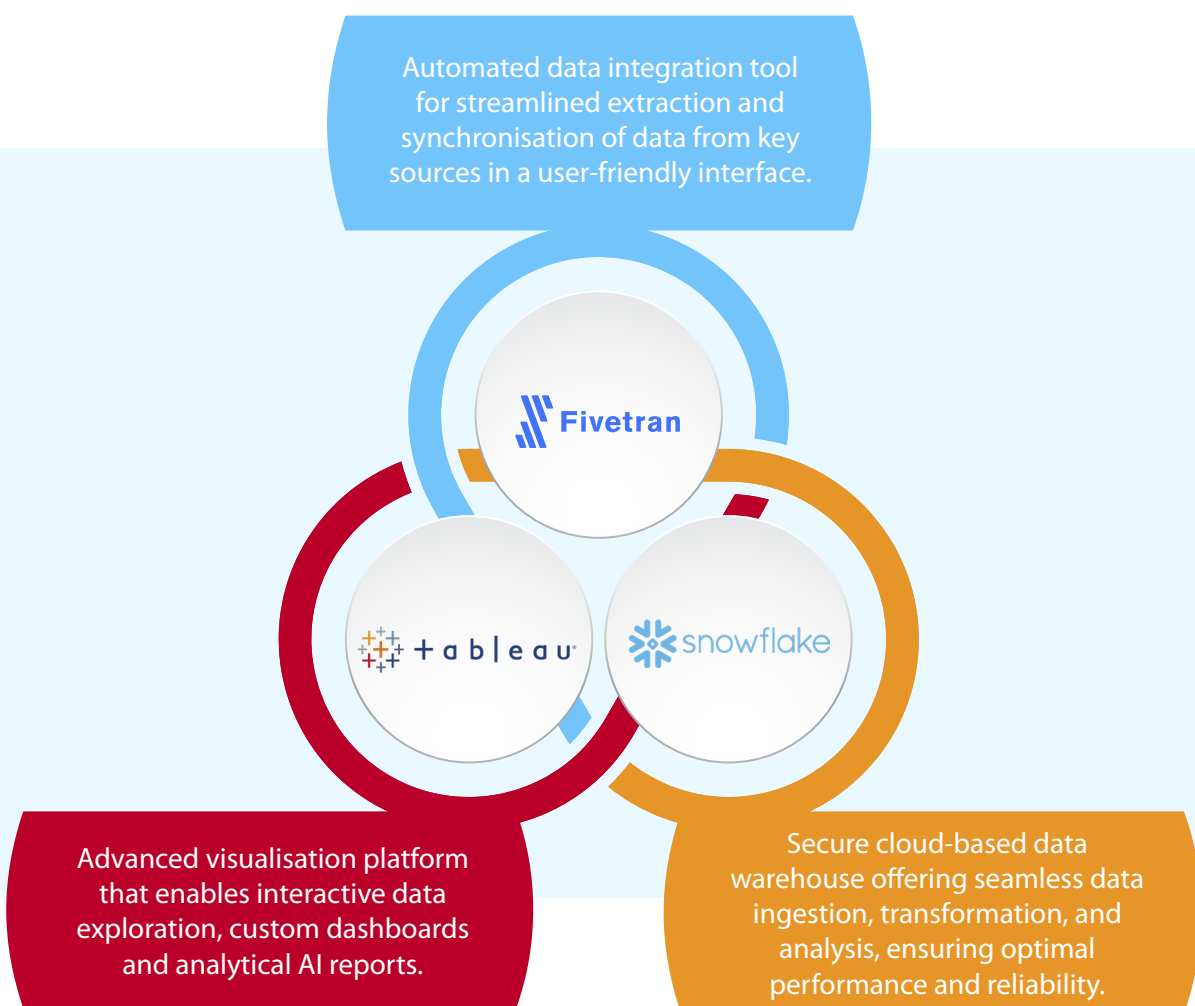 Automated data integration tool
for streamlined extraction and
synchronisation of data from key
sources in a user-friendly interface.
Fivetran
+ableau®
snowflake
Advanced visualisation platform
that enables interactive data
exploration, custom dashboards
and analytical AI reports.
Secure cloud-based data
warehouse offering seamless data
ingestion, transformation, and
analysis, ensuring optimal
performance and reliability.